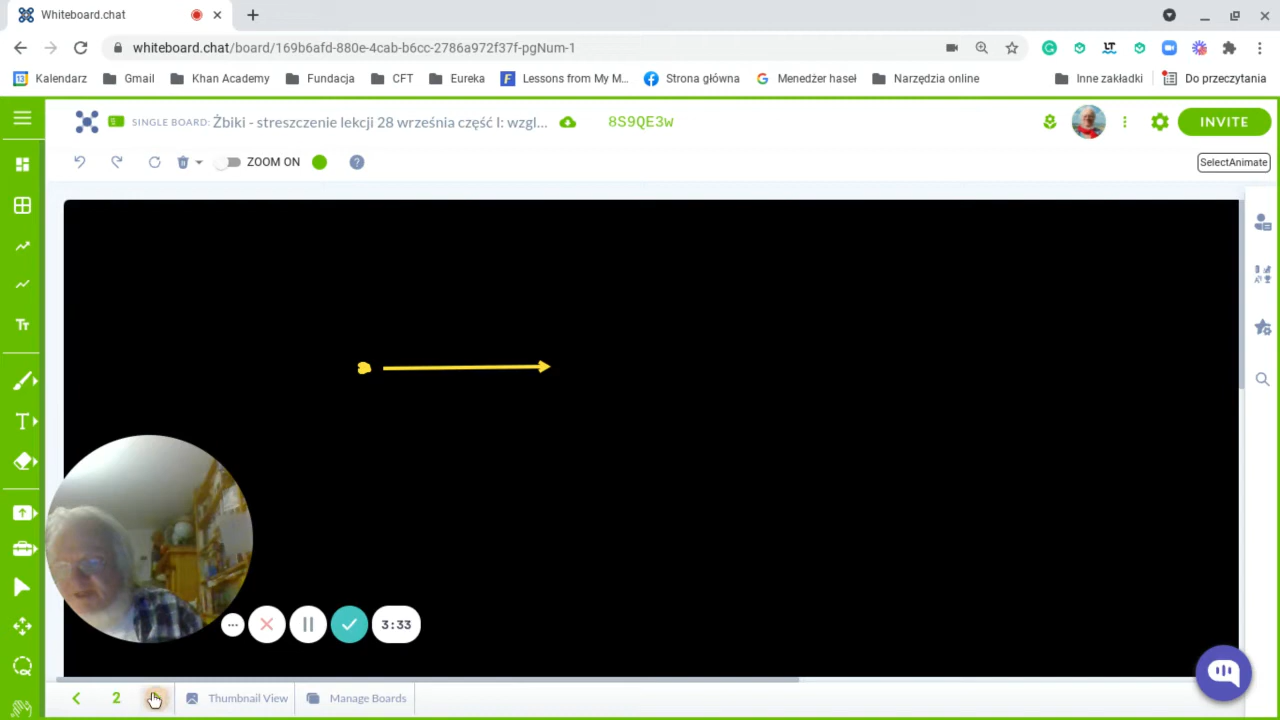 Whiteboard.chat
whiteboard.chat/board/169b6afd-880e-4cab-b6cc-2786a972f37f-pgNum-1
Kalendarz Gmail Khan Academy Fundacja CFT Eureka Lessons from My M... Strona główna Menedżer haseł Narzędzia online Inne zakładki Do przeczytania
SINGLE BOARD: Żbiki - streszczenie lekcji 28 września część I: wzgl... 8S9QE3W INVITE
ZOOM ON SelectAnimate
3:33
2 Thumbnail View Manage Boards